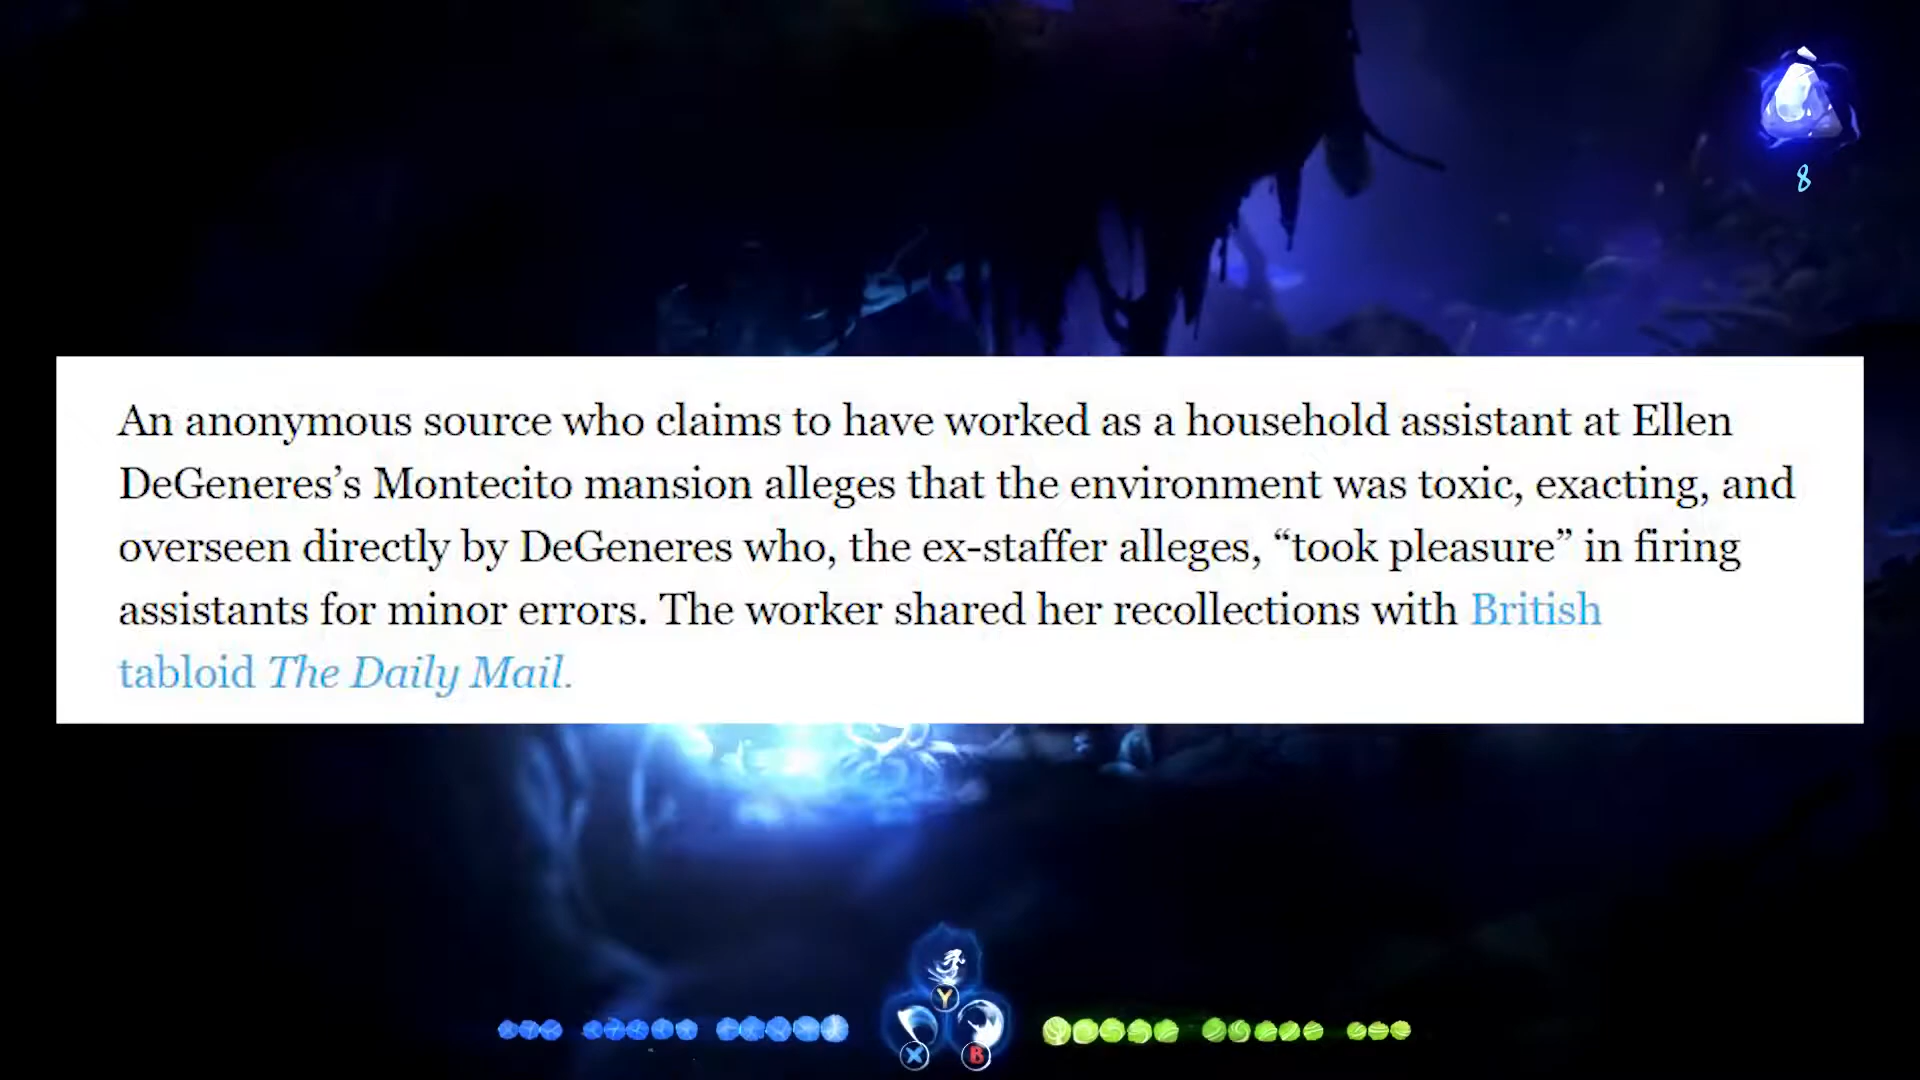 8
An anonymous source who claims to have worked as a household assistant at Ellen
DeGeneres’s Montecito mansion alleges that the environment was toxic, exacting, and
overseen directly by DeGeneres who, the ex-staffer alleges, “took pleasure” in firing
assistants for minor errors. The worker shared her recollections with British
tabloid The Daily Mail.
Y
X B